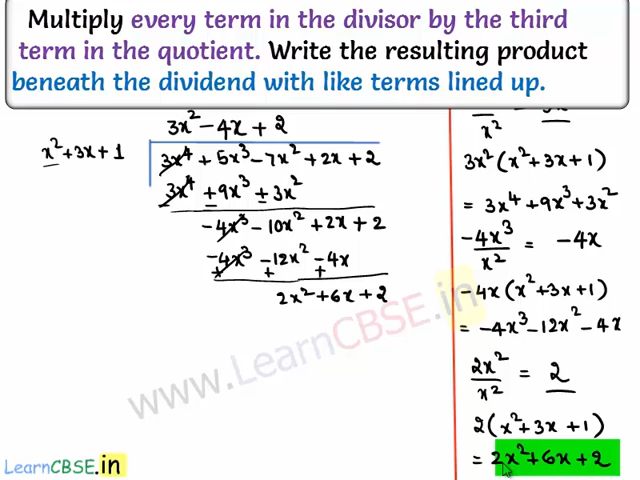 Multiply every term in the divisor by the third
term in the quotient. Write the resulting product
beneath the dividend with like terms lined up.
3x² - 4x + 2
x² + 3x + 1
3x⁴ + 5x³ - 7x² + 2x + 2
3x⁴ + 9x³ + 3x²
- - -
-4x³ - 10x² + 2x + 2
-4x³ - 12x² - 4x
+ + +
2x² + 6x + 2
x²
3x² (x² + 3x + 1)
= 3x⁴ + 9x³ + 3x²
-4x³
x²
= -4x
-4x (x² + 3x + 1)
= -4x³ - 12x² - 4x
2x²
x²
= 2
2 (x² + 3x + 1)
= 2x² + 6x + 2
www.LearnCBSE.in
LearnCBSE.in